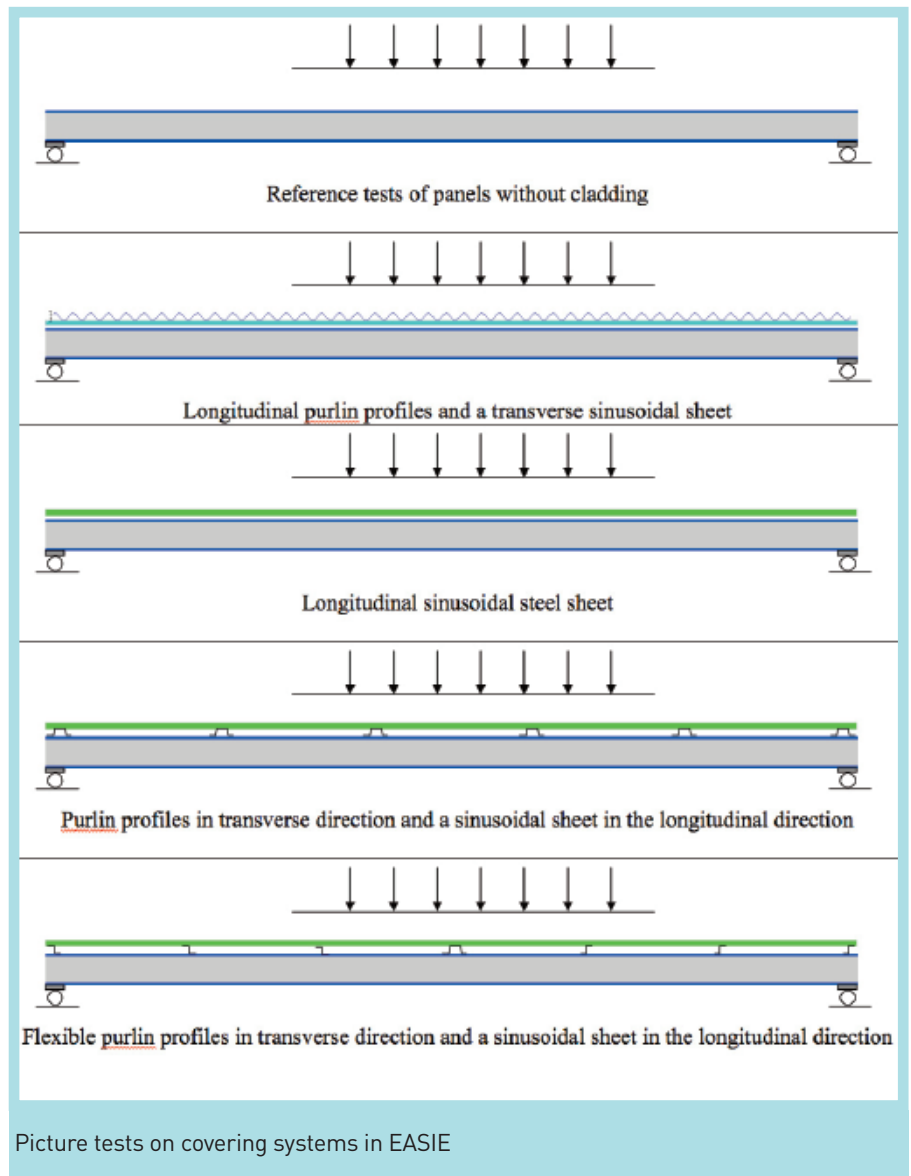 Reference tests of panels without cladding
Longitudinal purlin profiles and a transverse sinusoidal sheet
Longitudinal sinusoidal steel sheet
Purlin profiles in transverse direction and a sinusoidal sheet in the longitudinal direction
Flexible purlin profiles in transverse direction and a sinusoidal sheet in the longitudinal direction
Picture tests on covering systems in EASIE